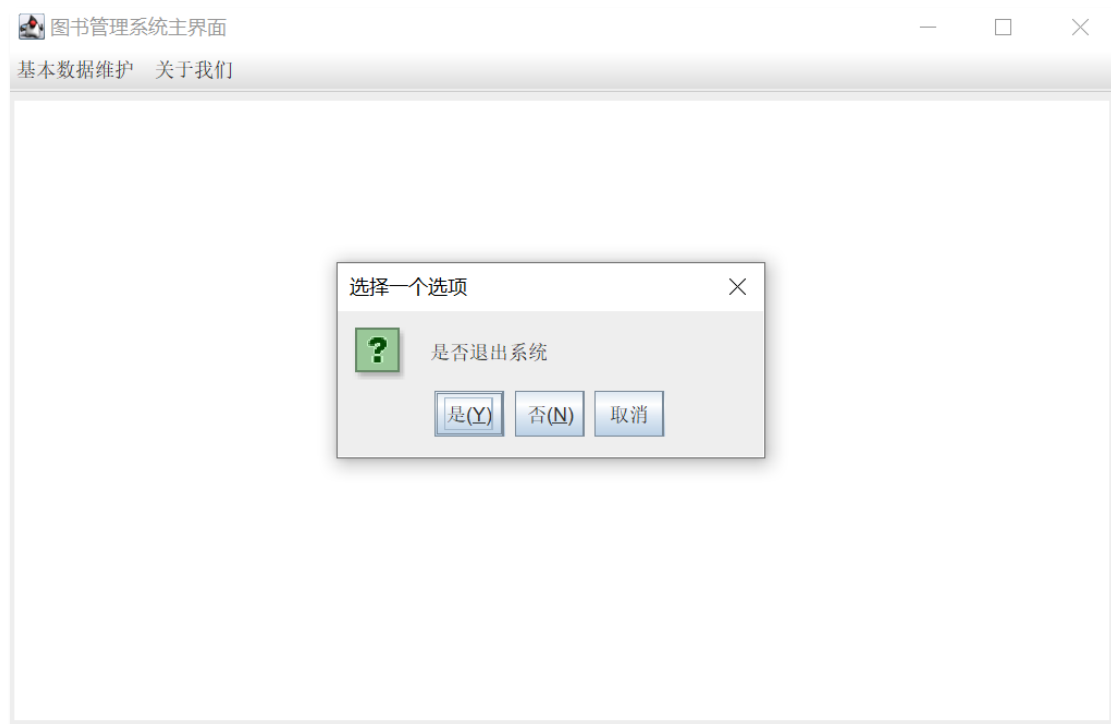 图书管理系统主界面
基本数据维护 关于我们
选择一个选项
?
是否退出系统
是(Y) 否(N) 取消